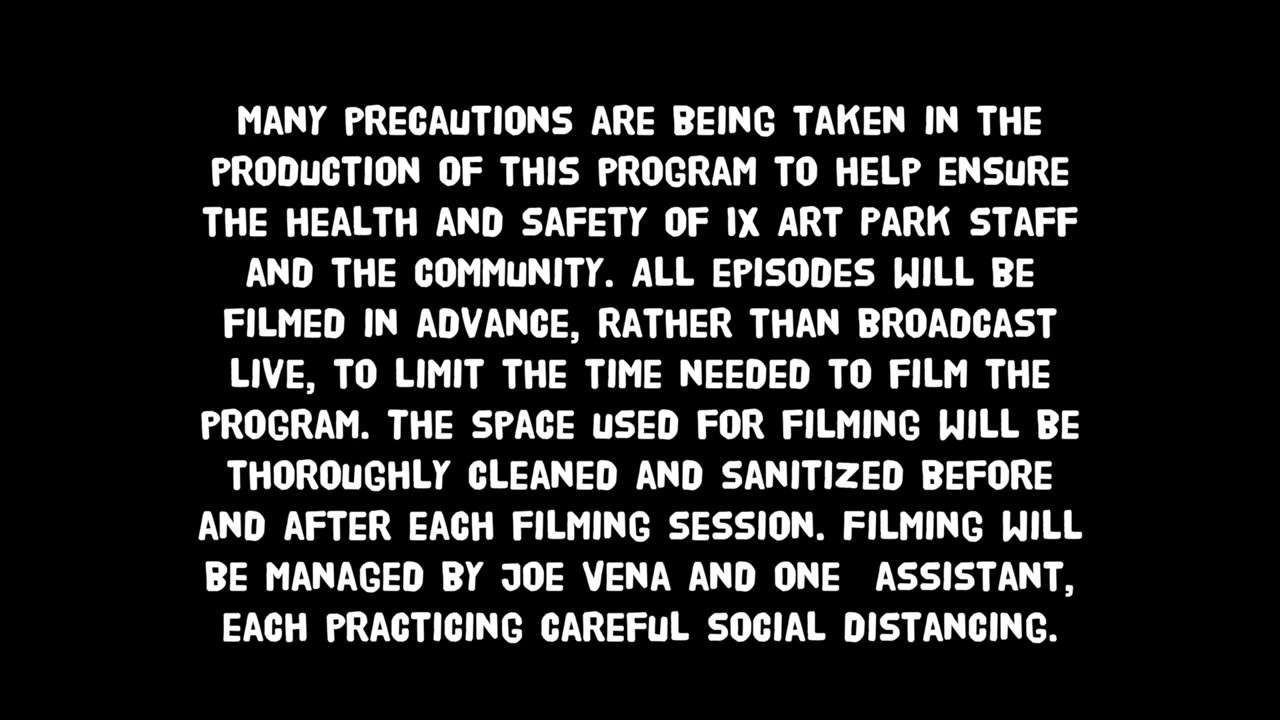 MANY PRECAUTIONS ARE BEING TAKEN IN THE
PRODUCTION OF THIS PROGRAM TO HELP ENSURE
THE HEALTH AND SAFETY OF IX ART PARK STAFF
AND THE COMMUNITY. ALL EPISODES WILL BE
FILMED IN ADVANCE, RATHER THAN BROADCAST
LIVE, TO LIMIT THE TIME NEEDED TO FILM THE
PROGRAM. THE SPACE USED FOR FILMING WILL BE
THOROUGHLY CLEANED AND SANITIZED BEFORE
AND AFTER EACH FILMING SESSION. FILMING WILL
BE MANAGED BY JOE VENA AND ONE  ASSISTANT,
EACH PRACTICING CAREFUL SOCIAL DISTANCING.